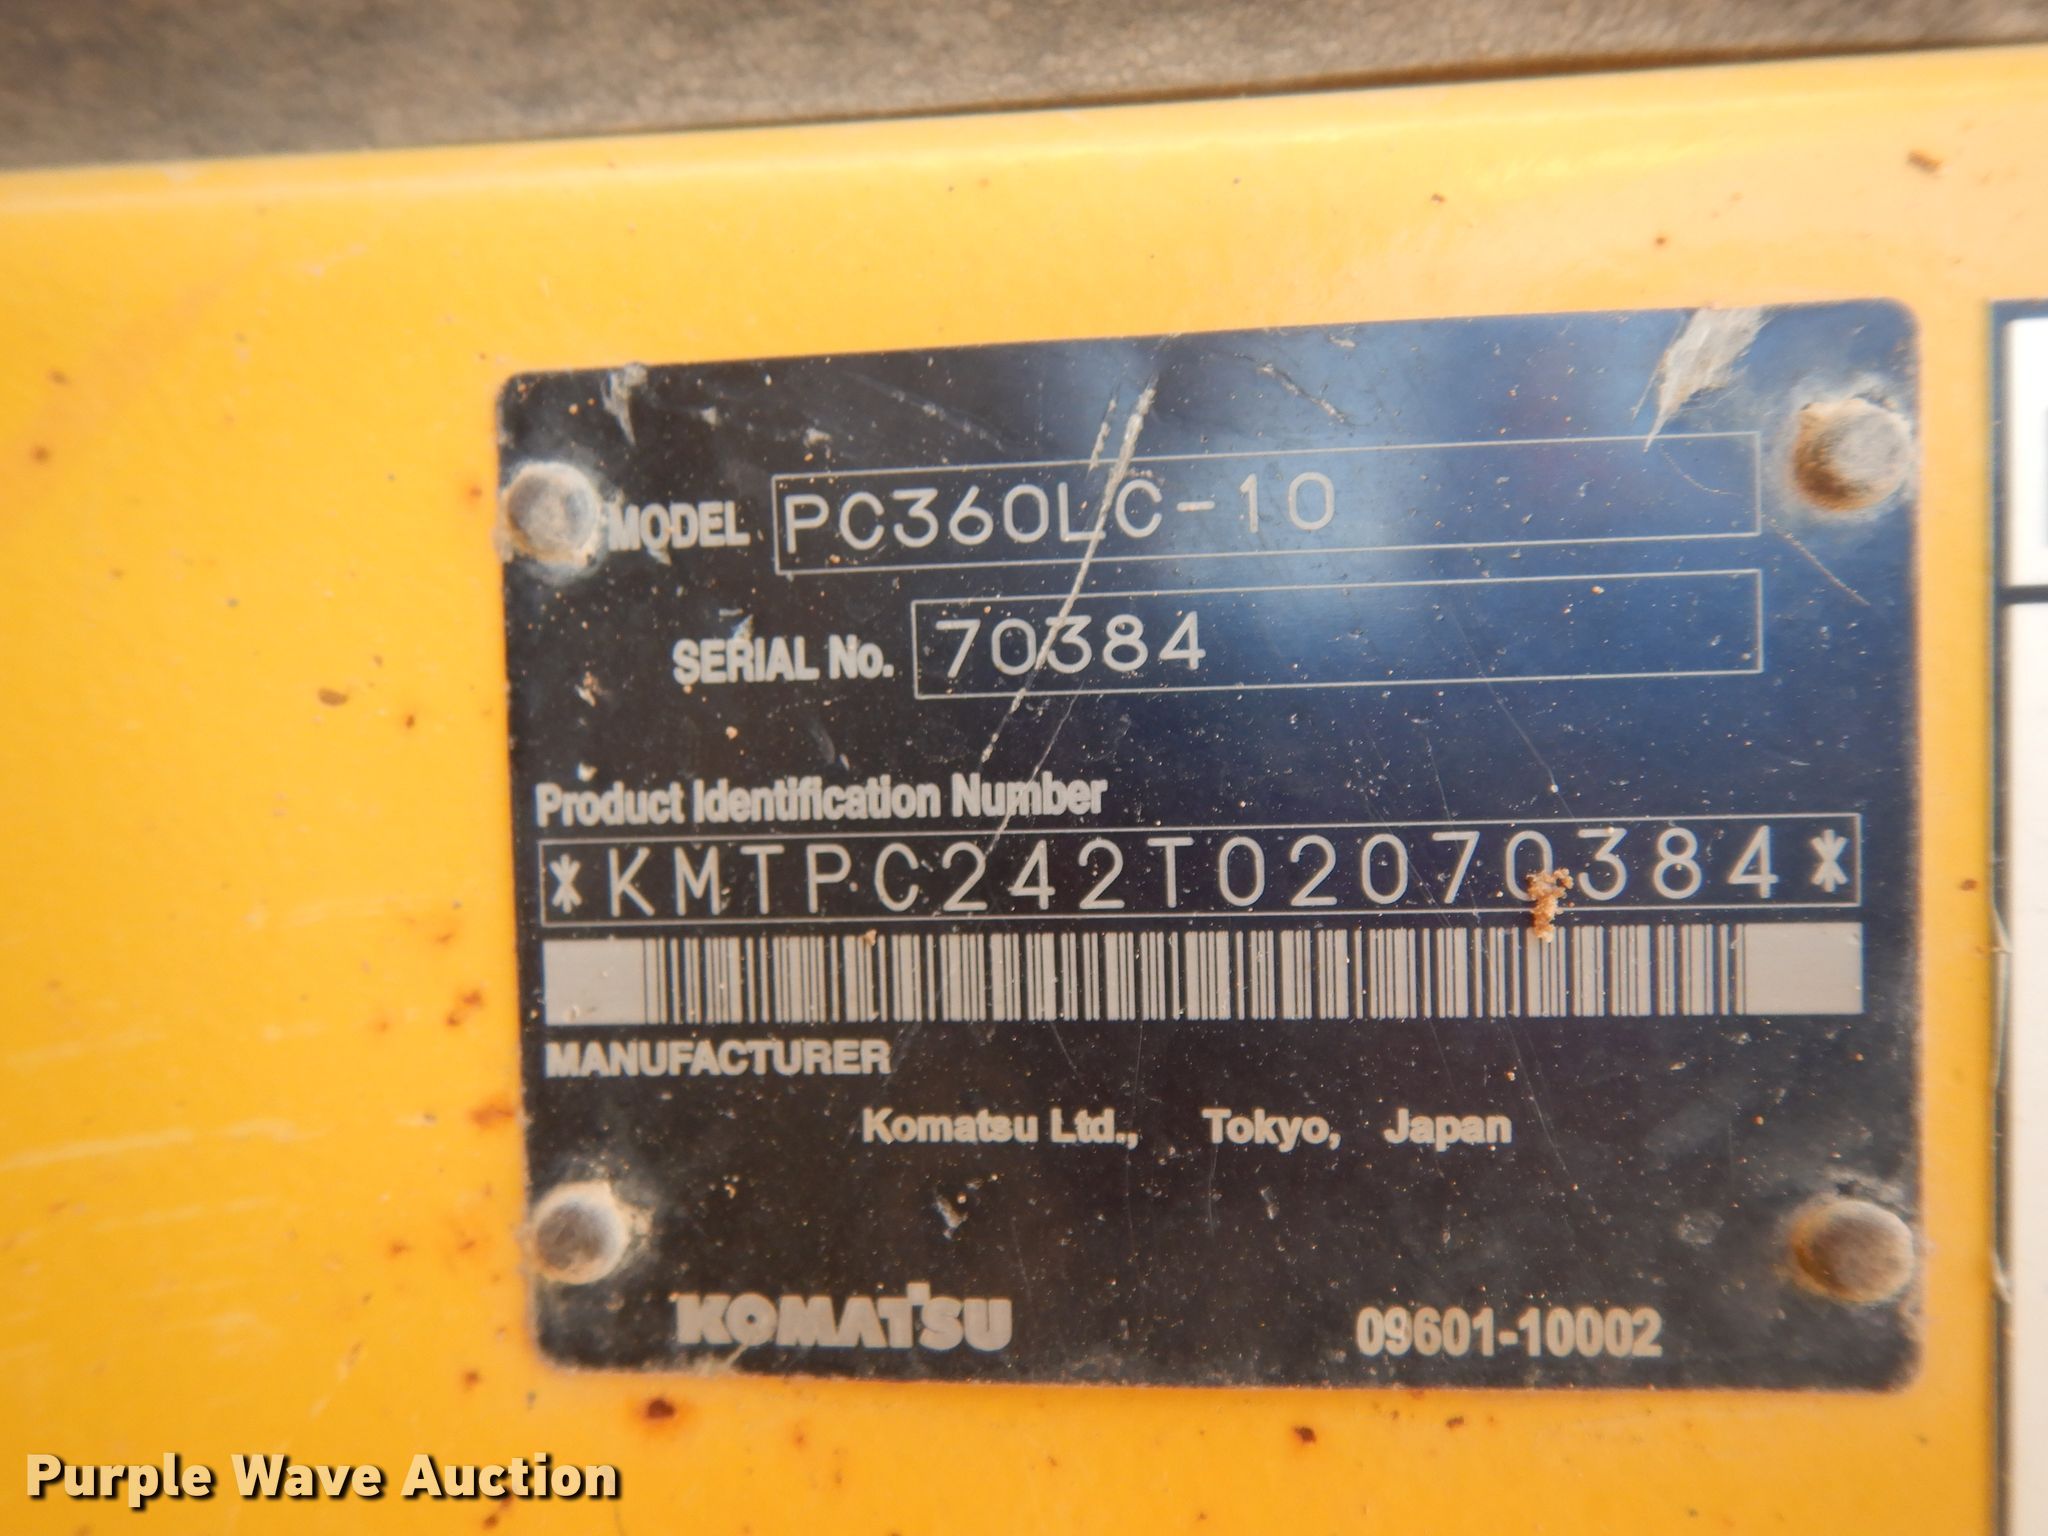 MODEL PC360LC-10
SERIAL No. 70384
Product Identification Number
*KMTPC242T02070384*
MANUFACTURER
Komatsu Ltd., Tokyo, Japan
KOMATSU 09601-10002
Purple Wave Auction